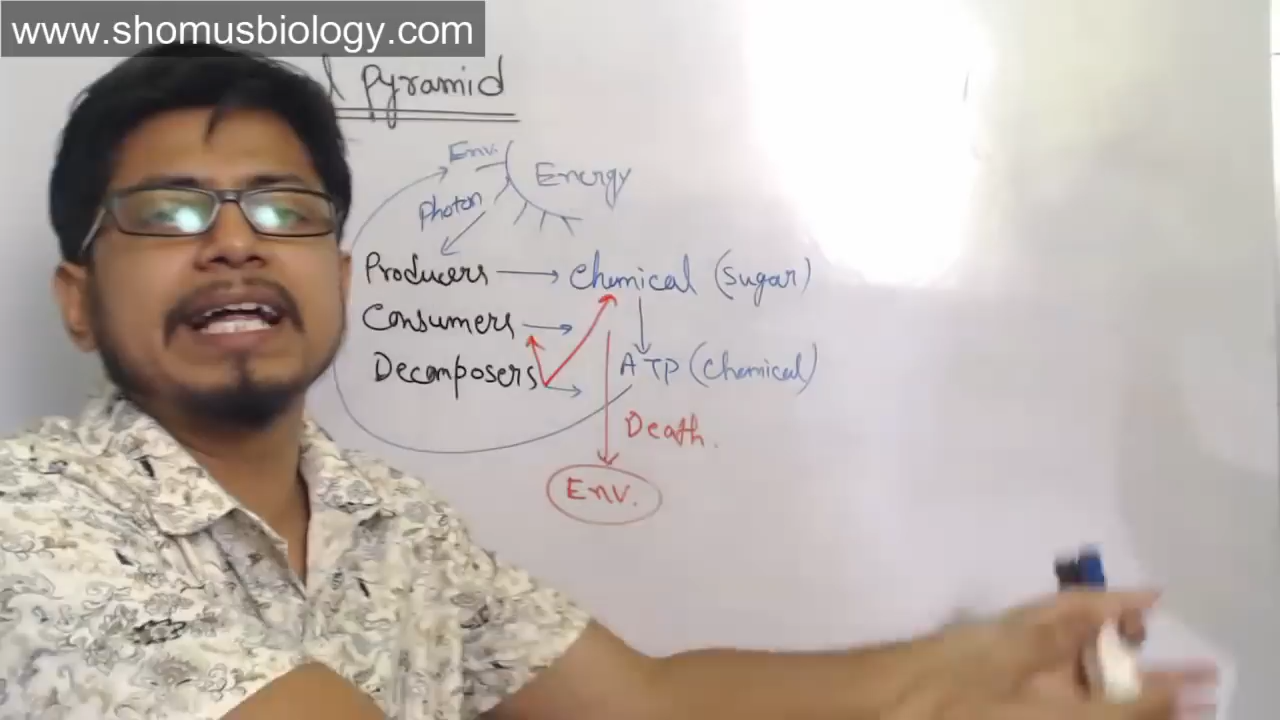 www.shomusbiology.com
pyramid
Env.
Energy
Photon
Producers → Chemical (Sugar)
Consumers →
Decomposers → ATP (Chemical)
Death.
Env.